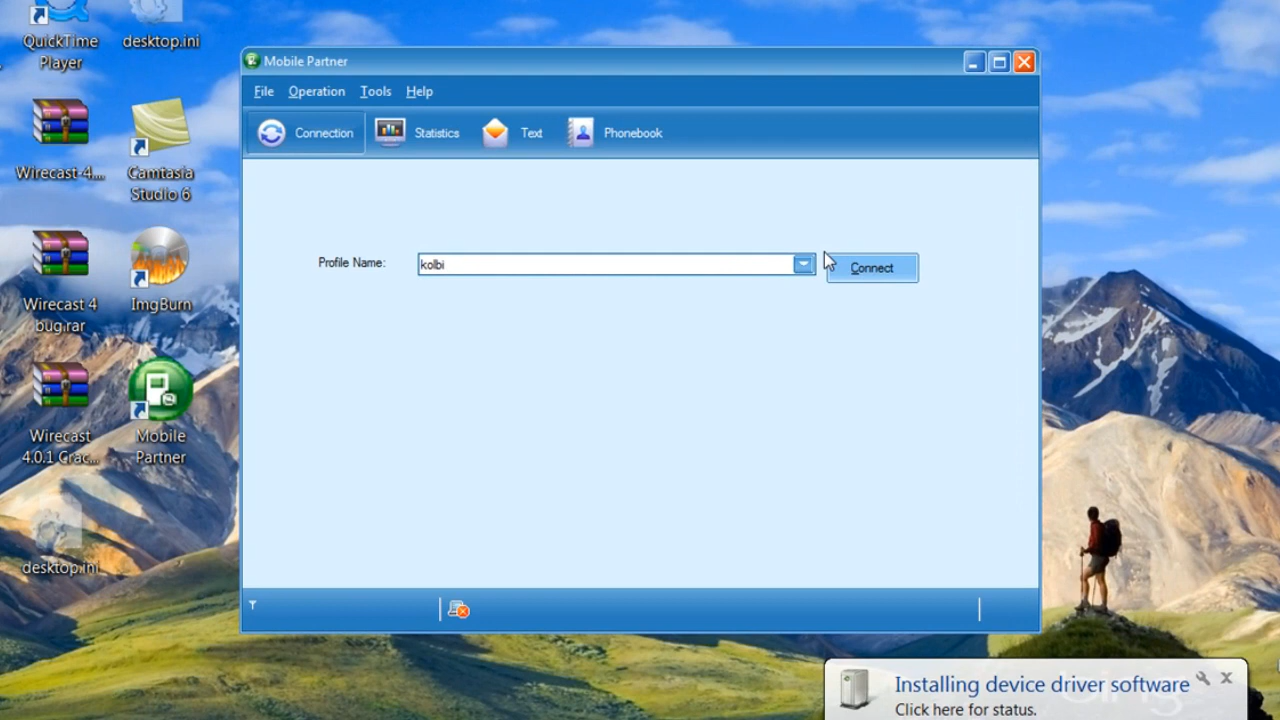 QuickTime
Player
desktop.ini
Wirecast-4....
Camtasia
Studio 6
Wirecast 4
bug.rar
ImgBurn
Wirecast
4.0.1 Crac...
Mobile
Partner
desktop.ini
Mobile Partner
File Operation Tools Help
Connection Statistics Text Phonebook
Profile Name: kolbi Connect
Installing device driver software
Click here for status.